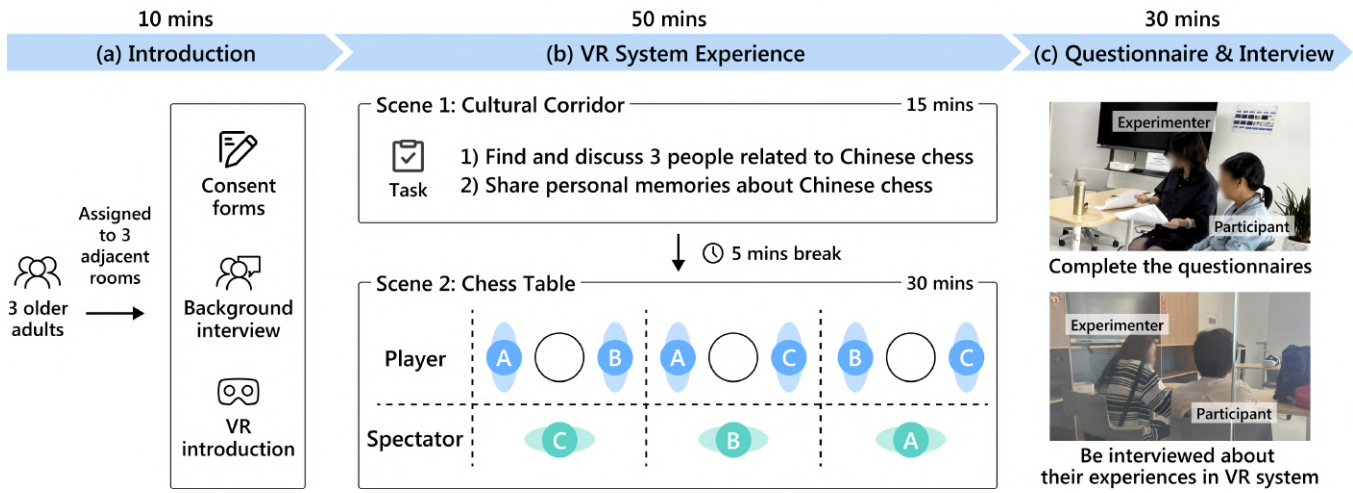 10 mins
50 mins
30 mins
(a) Introduction
(b) VR System Experience
(c) Questionnaire & Interview
3 older
adults
Assigned
to 3
adjacent
rooms
Consent
forms
Background
interview
VR
introduction
Scene 1: Cultural Corridor
15 mins
Task
1) Find and discuss 3 people related to Chinese chess
2) Share personal memories about Chinese chess
5 mins break
Scene 2: Chess Table
30 mins
Player
A B A C B C
Spectator
C B A
Experimenter
Participant
Complete the questionnaires
Experimenter
Participant
Be interviewed about
their experiences in VR system